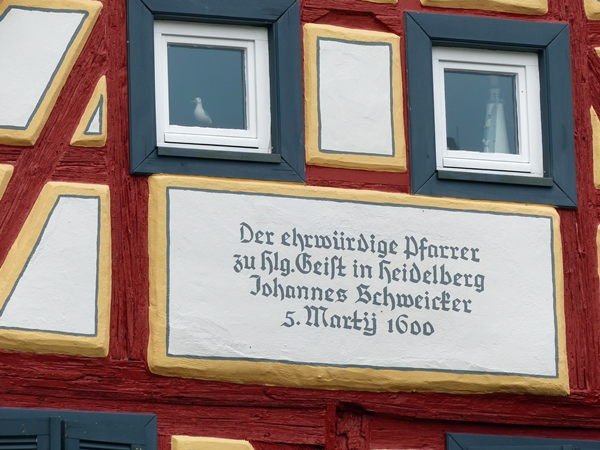 Der ehrwürdige Pfarrer
zu Hlg. Geist in Heidelberg
Johannes Schweicker
5. Martÿ 1600